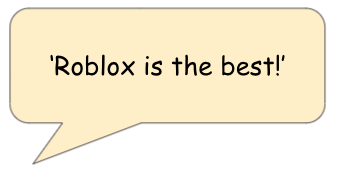 ‘Roblox is the best!’